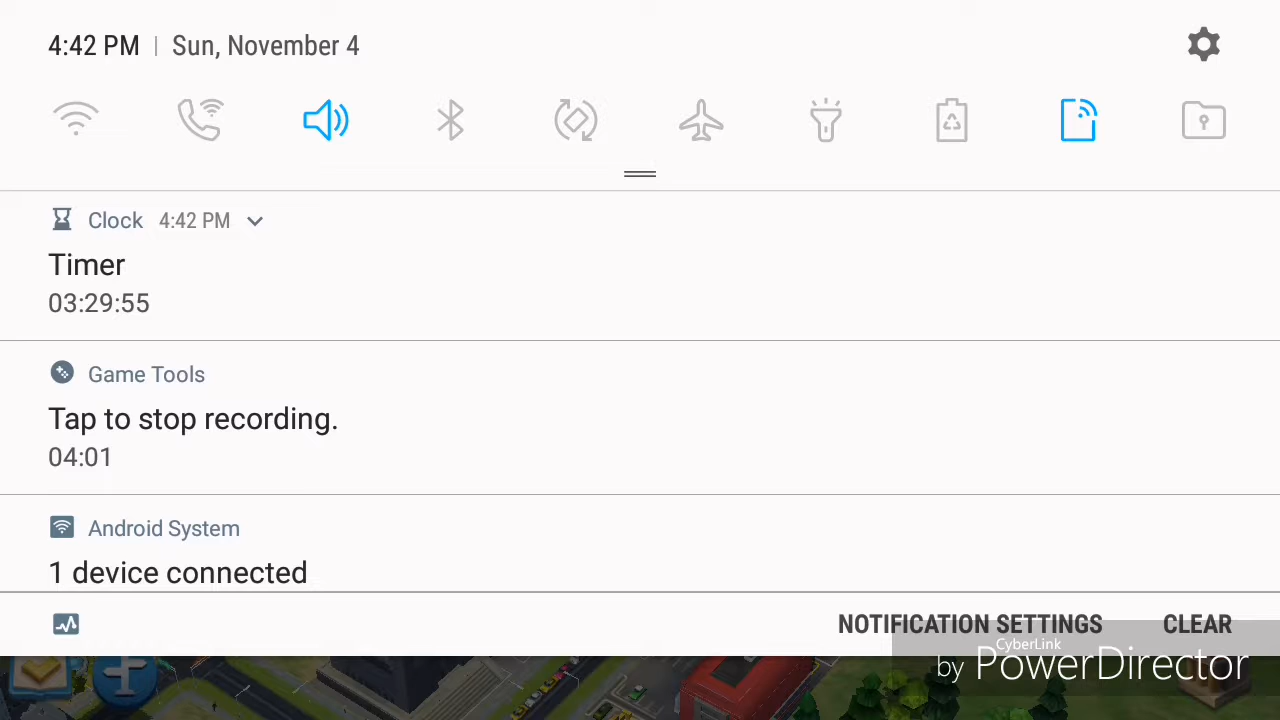 4:42 PM | Sun, November 4
Clock 4:42 PM
Timer
03:29:55
Game Tools
Tap to stop recording.
04:01
Android System
1 device connected
NOTIFICATION SETTINGS CLEAR
CyberLink
by PowerDirector